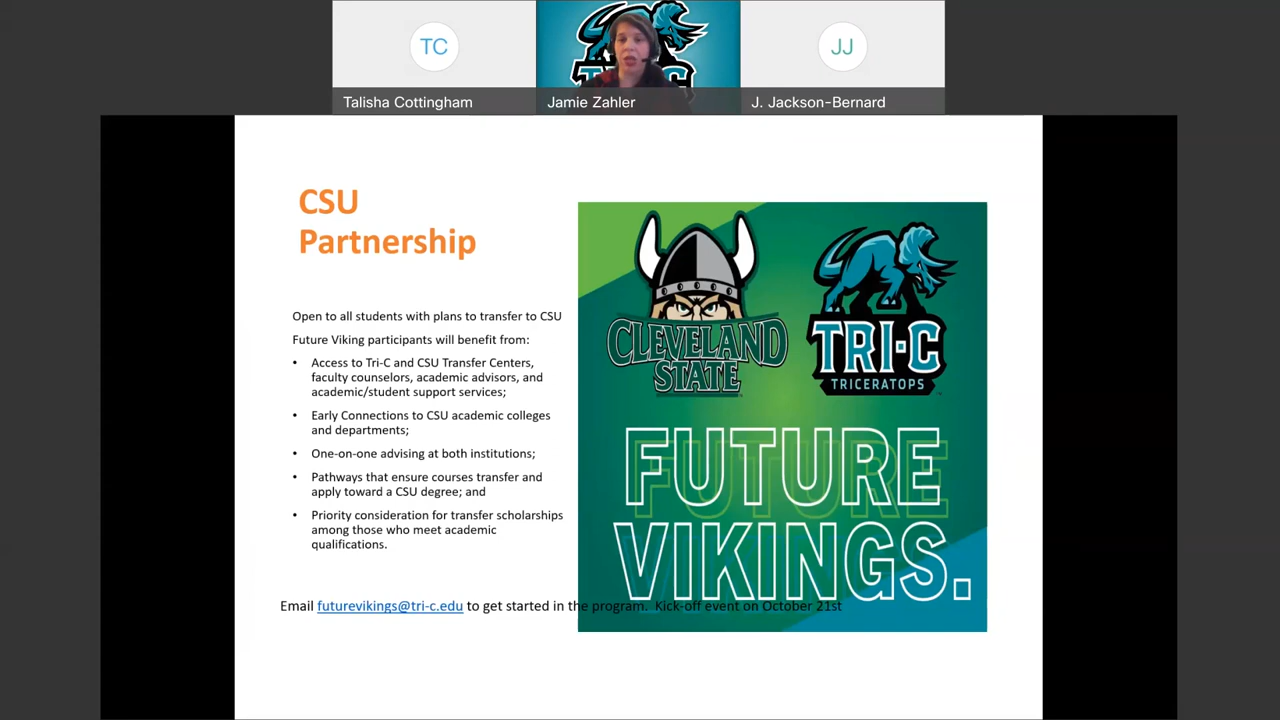 TC
JJ
Talisha Cottingham
Jamie Zahler
J. Jackson-Bernard
CSU
Partnership
Open to all students with plans to transfer to CSU
Future Viking participants will benefit from:
• Access to Tri-C and CSU Transfer Centers,
faculty counselors, academic advisors, and
academic/student support services;
• Early Connections to CSU academic colleges
and departments;
• One-on-one advising at both institutions;
• Pathways that ensure courses transfer and
apply toward a CSU degree; and
• Priority consideration for transfer scholarships
among those who meet academic
qualifications.
CLEVELAND
STATE
TRI-C
TRICERATOPS
FUTURE
VIKINGS.
Email futurevikings@tri-c.edu to get started in the program.  Kick-off event on October 21st